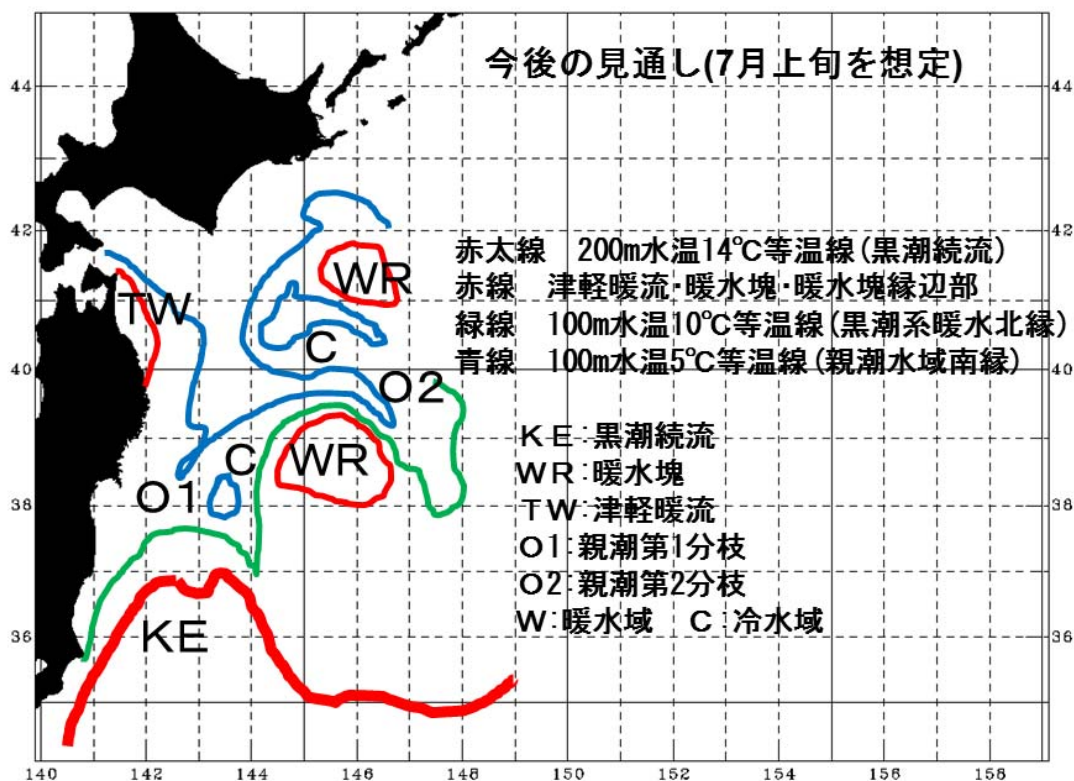 今後の見通し(7月上旬を想定)
44
44
42
42
赤太線 200m水温14℃等温線(黒潮続流)
WR
赤線 津軽暖流・暖水塊・暖水塊縁辺部
TW
緑線 100m水温10℃等温線(黒潮系暖水北縁)
C
青線 100m水温5℃等温線(親潮水域南縁)
40
40
O2
KE:黒潮続流
C
WR
WR:暖水塊
O1
38
38
TW:津軽暖流
O1:親潮第1分枝
O2:親潮第2分枝
W:暖水域 C:冷水域
36
36
KE
140 142 144 146 148 150 152 154 156 158